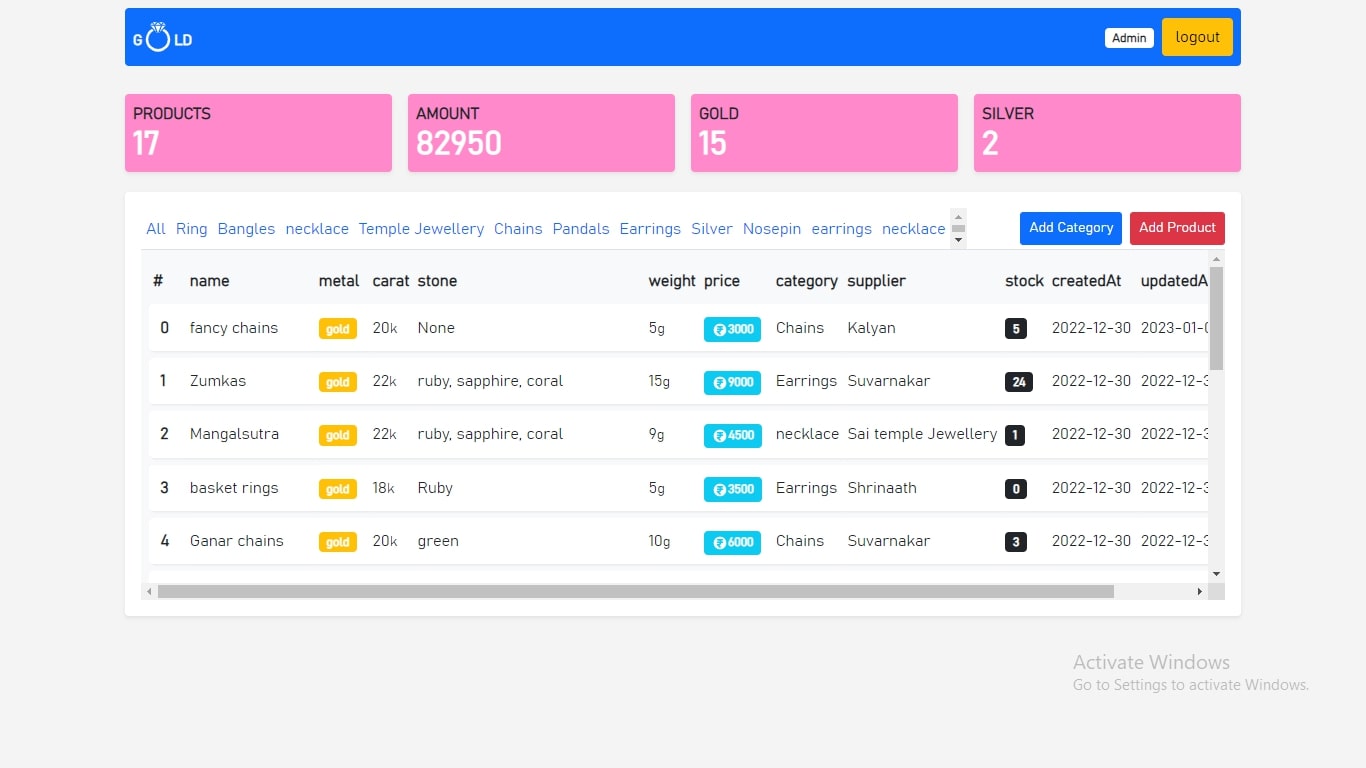 G LD Admin logout
PRODUCTS AMOUNT GOLD SILVER
17 82950 15 2
All Ring Bangles necklace Temple Jewellery Chains Pandals Earrings Silver Nosepin earrings necklace Add Category Add Product
# name metal carat stone weight price category supplier stock createdAt updatedA
0 fancy chains gold 20k None 5g ₹3000 Chains Kalyan 5 2022-12-30 2023-01-0
1 Zumkas gold 22k ruby, sapphire, coral 15g ₹9000 Earrings Suvarnakar 24 2022-12-30 2022-12-3
2 Mangalsutra gold 22k ruby, sapphire, coral 9g ₹4500 necklace Sai temple Jewellery 1 2022-12-30 2022-12-3
3 basket rings gold 18k Ruby 5g ₹3500 Earrings Shrinaath 0 2022-12-30 2022-12-3
4 Ganar chains gold 20k green 10g ₹6000 Chains Suvarnakar 3 2022-12-30 2022-12-3
Activate Windows
Go to Settings to activate Windows.